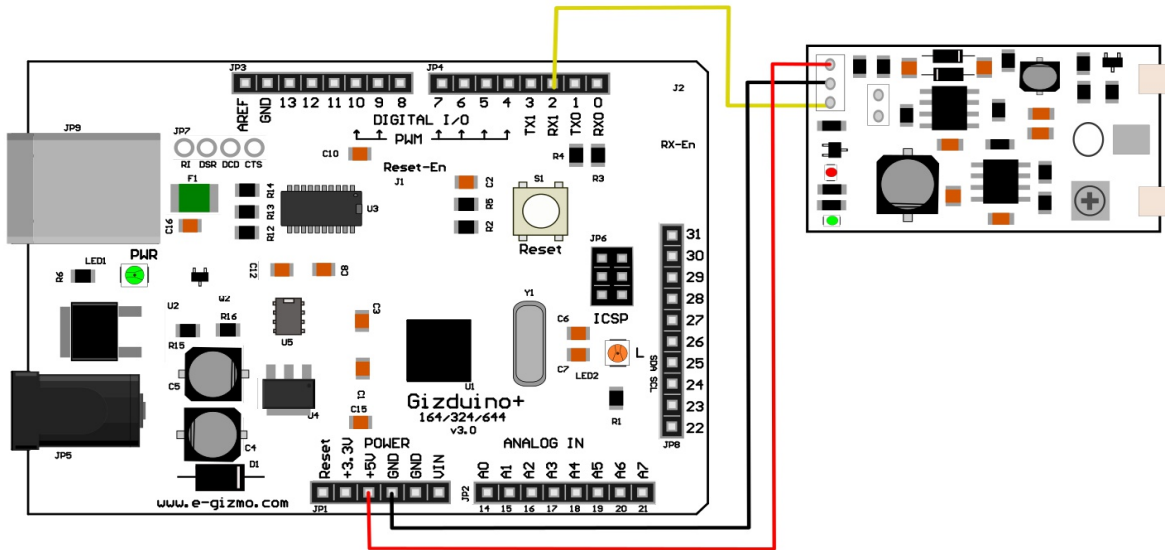 JP3
JP4
J2
AREF
GND
13
12
11
10
9
8
7
6
5
4
3
2
1
0
TX1
RX1
TX0
RX0
DIGITAL I/O
PWM
JP9
JP7
RI
DSR
DCD
CTS
C10
Reset-En
J1
RX-En
R4
R3
F1
R14
R13
R12
C16
U3
C2
R5
R2
S1
Reset
JP6
ICSP
31
30
29
28
27
26
25
24
23
22
SDA SCL
JP8
PWR
LED1
R6
C12
C8
U2
W2
R15
R16
U5
C3
C1
C15
Y1
C6
C7
L
LED2
R1
U1
Gizduino+
164/324/644
v3.0
C5
C4
U4
JP5
D1
www.e-gizmo.com
POWER
Reset
+3.3V
+5V
GND
GND
VIN
JP1
ANALOG IN
A0
A1
A2
A3
A4
A5
A6
A7
JP2
14
15
16
17
18
19
20
21